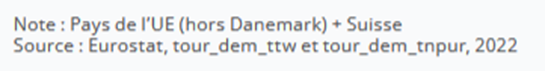 Note : Pays de l'UE (hors Danemark) + Suisse
Source : Eurostat, tour_dem_ttw et tour_dem_tnpur, 2022